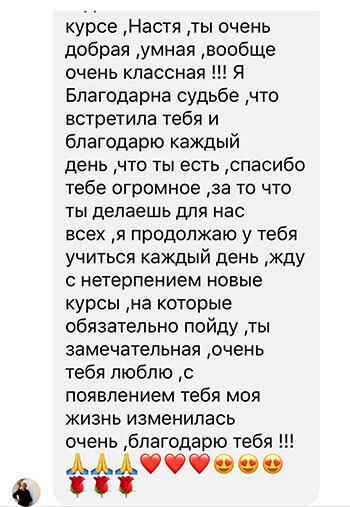 курсе ,Настя ,ты очень
добрая ,умная ,вообще
очень классная !!! Я
Благодарна судьбе ,что
встретила тебя и
благодарю каждый
день ,что ты есть ,спасибо
тебе огромное ,за то что
ты делаешь для нас
всех ,я продолжаю у тебя
учиться каждый день ,жду
с нетерпением новые
курсы ,на которые
обязательно пойду ,ты
замечательная ,очень
тебя люблю ,с
появлением тебя моя
жизнь изменилась
очень ,благодарю тебя !!!
🙏🙏🙏❤️❤️❤️😍😍😍
🌹🌹🌹